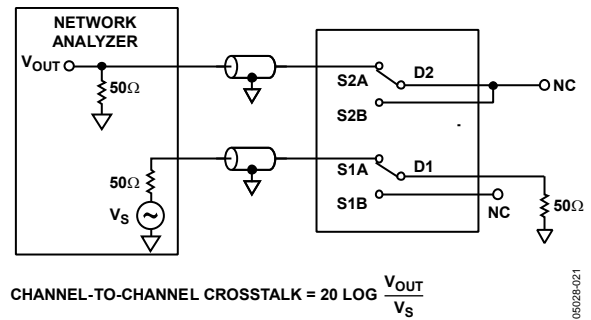 NETWORK
ANALYZER
VOUT
50Ω
S2A
D2
NC
S2B
50Ω
VS
S1A
D1
S1B
NC
50Ω
CHANNEL-TO-CHANNEL CROSSTALK = 20 LOG VOUT
VS
05028-021